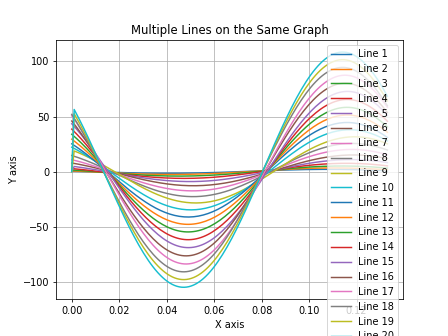 Multiple Lines on the Same Graph
Y axis
100
50
0
−50
−100
0.00
0.02
0.04
0.06
0.08
0.10
X axis
Line 1
Line 2
Line 3
Line 4
Line 5
Line 6
Line 7
Line 8
Line 9
Line 10
Line 11
Line 12
Line 13
Line 14
Line 15
Line 16
Line 17
Line 18
Line 19
Line 20